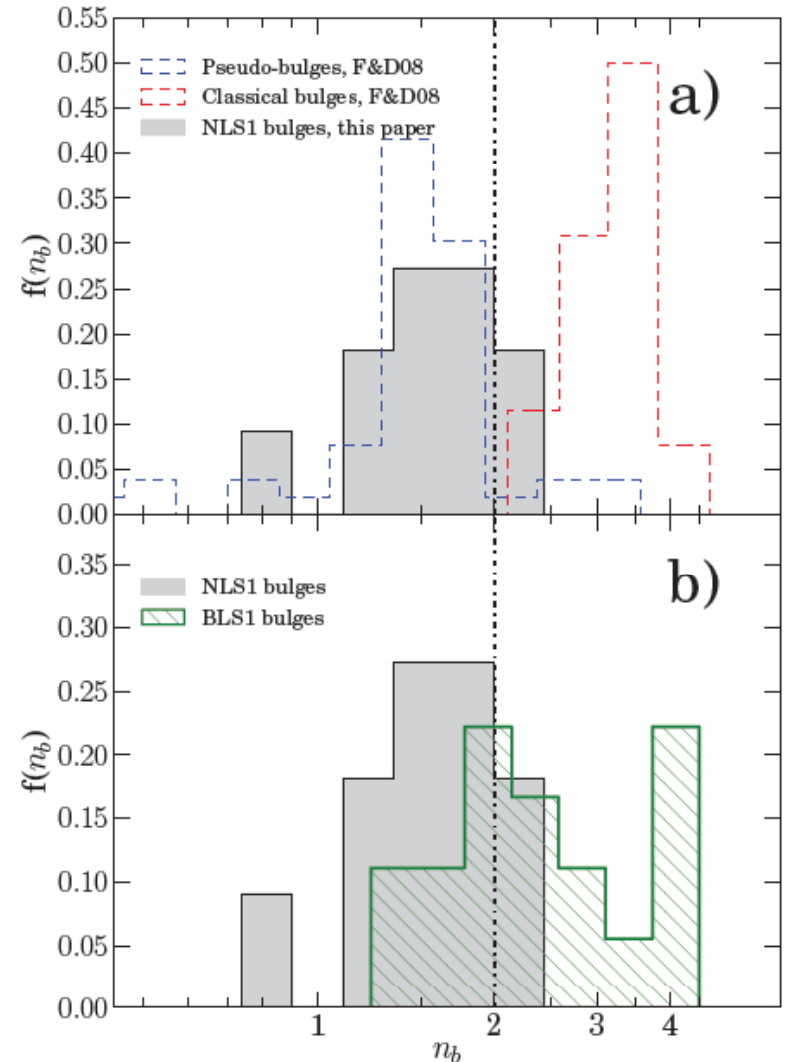 0.55
0.50
0.45
0.40
0.35
0.30
0.25
0.20
0.15
0.10
0.05
0.00
f(n_b)
Pseudo-bulges, F&D08
Classical bulges, F&D08
NLS1 bulges, this paper
a)
0.35
0.30
0.25
0.20
0.15
0.10
0.05
0.00
f(n_b)
NLS1 bulges
BLS1 bulges
b)
1 2 3 4
n_b